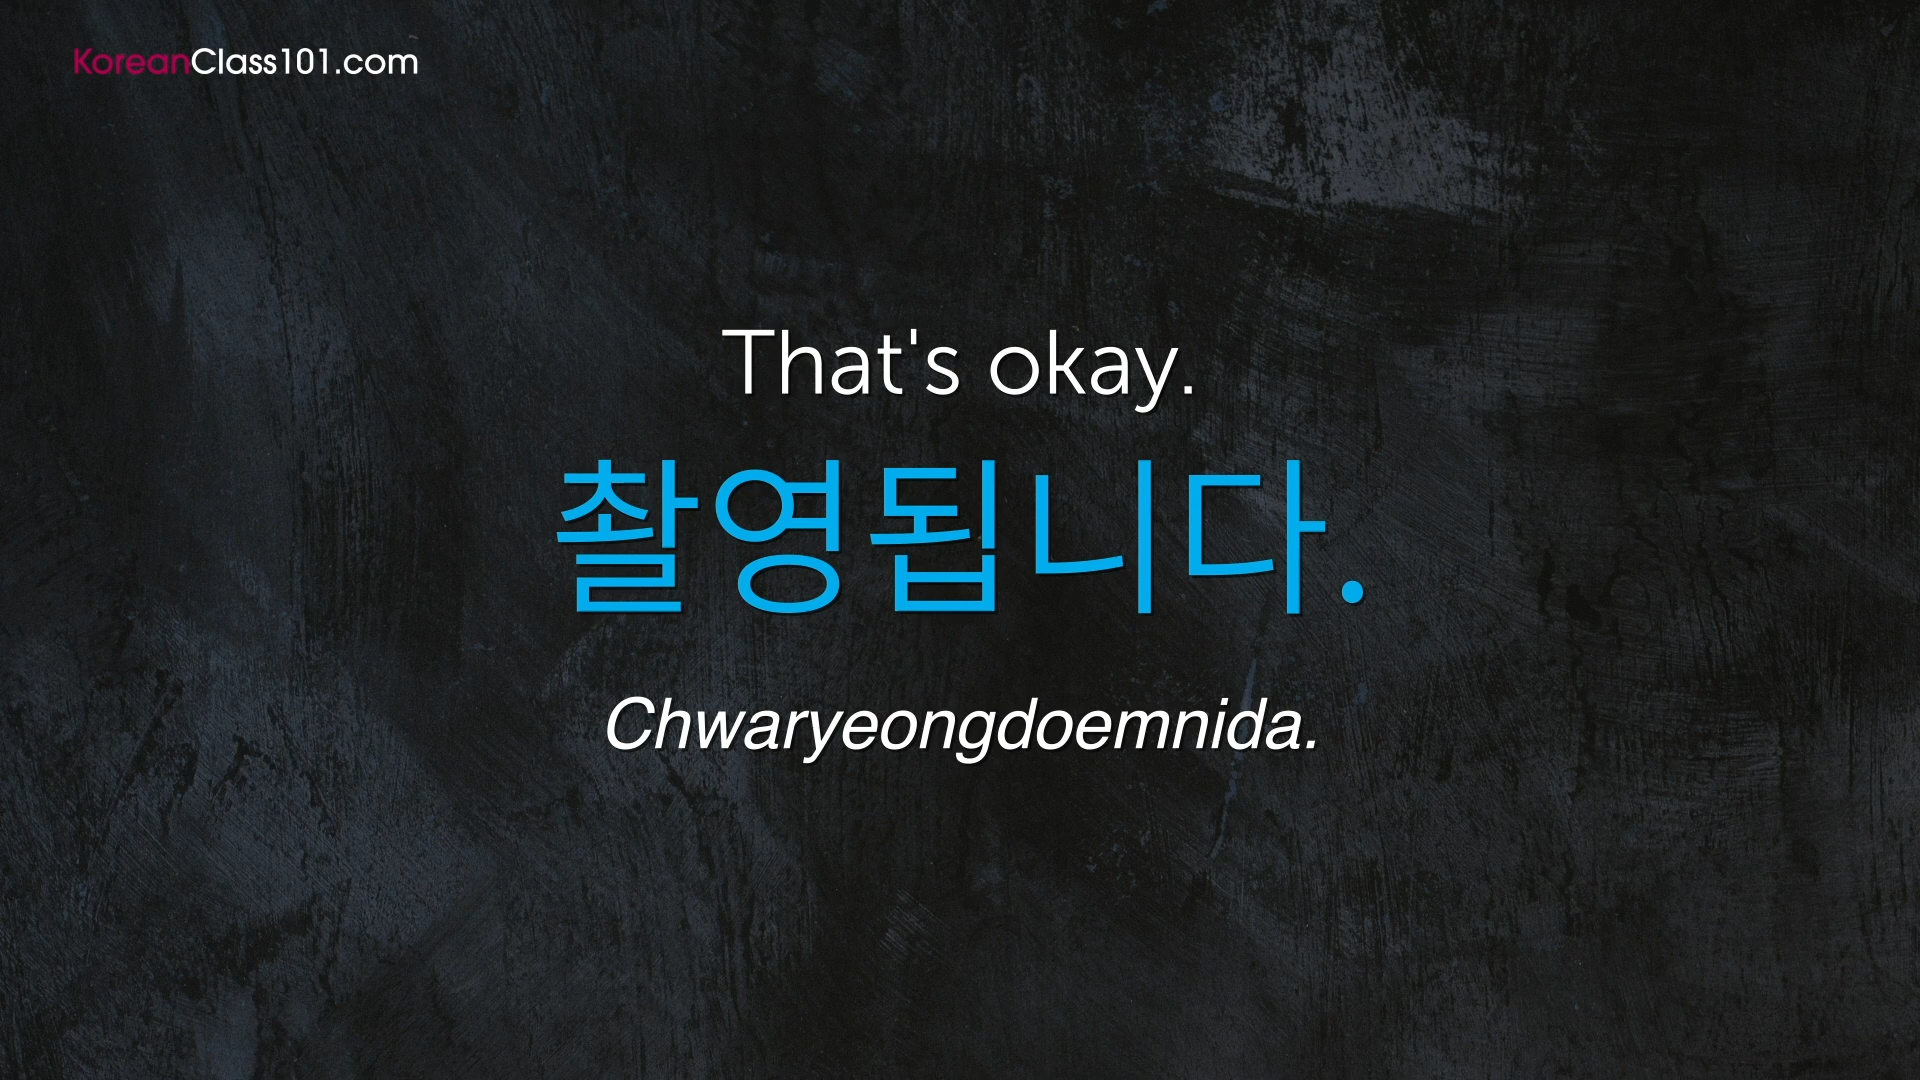 KoreanClass101.com
That's okay.
촬영됩니다.
Chwaryeongdoemnida.